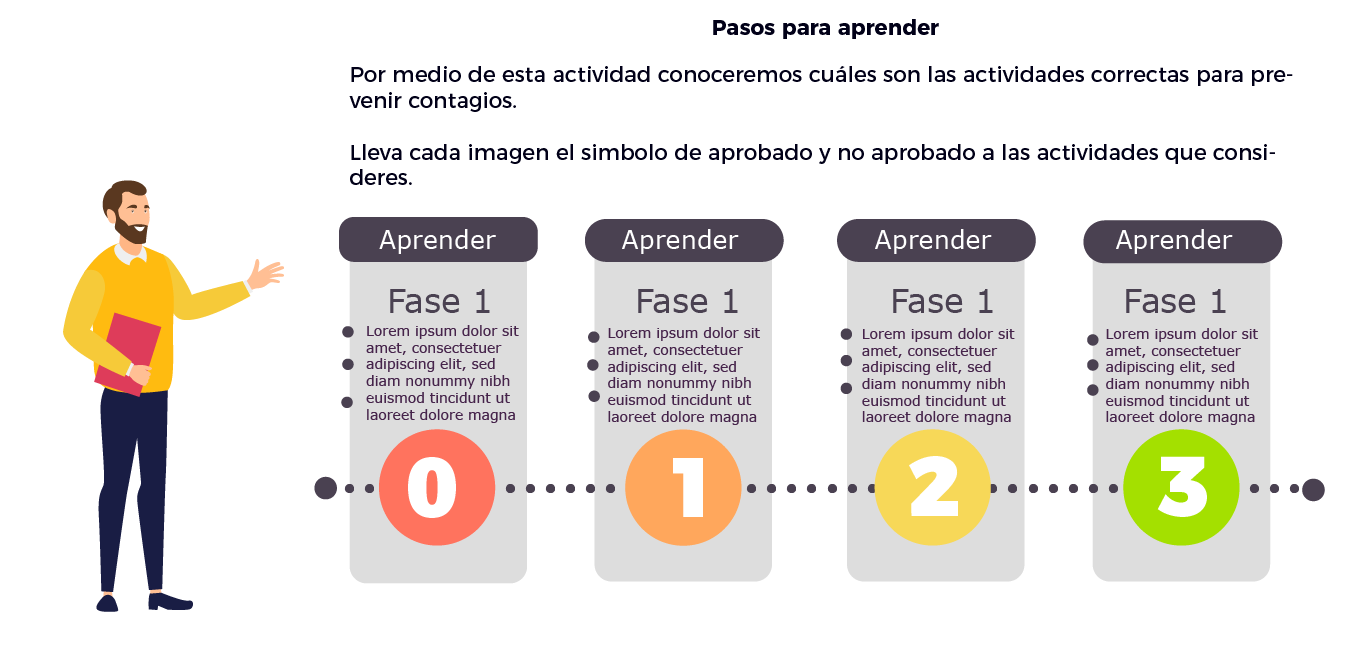 Pasos para aprender
Por medio de esta actividad conoceremos cuáles son las actividades correctas para pre-
venir contagios.
Lleva cada imagen el simbolo de aprobado y no aprobado a las actividades que consi-
deres.
Aprender
Fase 1
Lorem ipsum dolor sit
amet, consectetuer
adipiscing elit, sed
diam nonummy nibh
euismod tincidunt ut
laoreet dolore magna
0
Aprender
Fase 1
Lorem ipsum dolor sit
amet, consectetuer
adipiscing elit, sed
diam nonummy nibh
euismod tincidunt ut
laoreet dolore magna
1
Aprender
Fase 1
Lorem ipsum dolor sit
amet, consectetuer
adipiscing elit, sed
diam nonummy nibh
euismod tincidunt ut
laoreet dolore magna
2
Aprender
Fase 1
Lorem ipsum dolor sit
amet, consectetuer
adipiscing elit, sed
diam nonummy nibh
euismod tincidunt ut
laoreet dolore magna
3